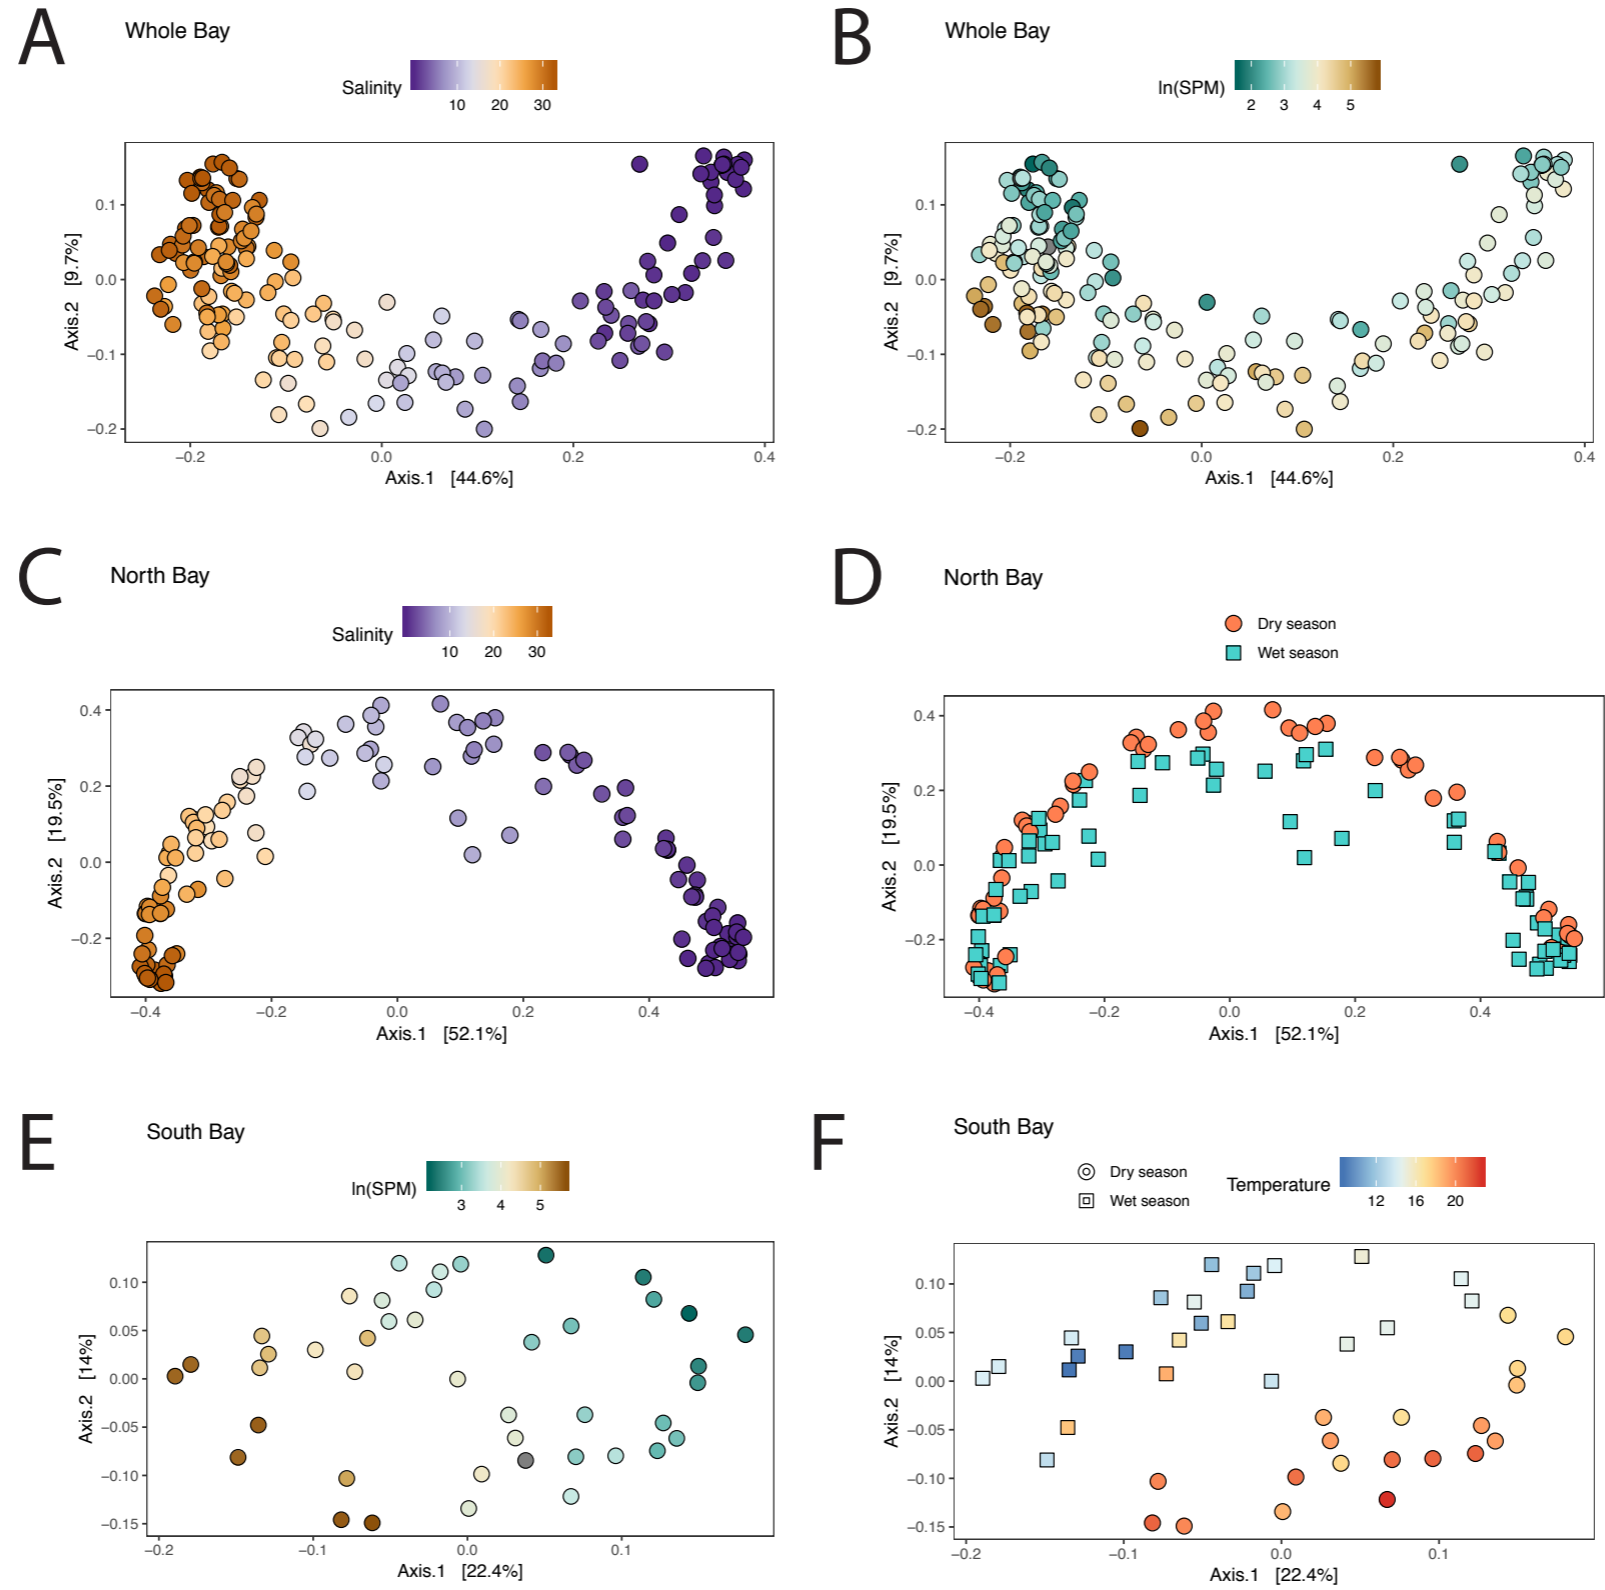 A
Whole Bay
Salinity
10 20 30
0.1
0.0
−0.1
−0.2
Axis.2 [9.7%]
−0.2 0.0 0.2 0.4
Axis.1 [44.6%]
B
Whole Bay
ln(SPM)
2 3 4 5
0.1
0.0
−0.1
−0.2
Axis.2 [9.7%]
−0.2 0.0 0.2 0.4
Axis.1 [44.6%]
C
North Bay
Salinity
10 20 30
0.4
0.2
0.0
−0.2
Axis.2 [19.5%]
−0.4 −0.2 0.0 0.2 0.4
Axis.1 [52.1%]
D
North Bay
Dry season
Wet season
0.4
0.2
0.0
−0.2
Axis.2 [19.5%]
−0.4 −0.2 0.0 0.2 0.4
Axis.1 [52.1%]
E
South Bay
ln(SPM)
3 4 5
0.10
0.05
0.00
−0.05
−0.10
−0.15
Axis.2 [14%]
−0.2 −0.1 0.0 0.1
Axis.1 [22.4%]
F
South Bay
Dry season
Wet season
Temperature
12 16 20
0.10
0.05
0.00
−0.05
−0.10
−0.15
Axis.2 [14%]
−0.2 −0.1 0.0 0.1
Axis.1 [22.4%]